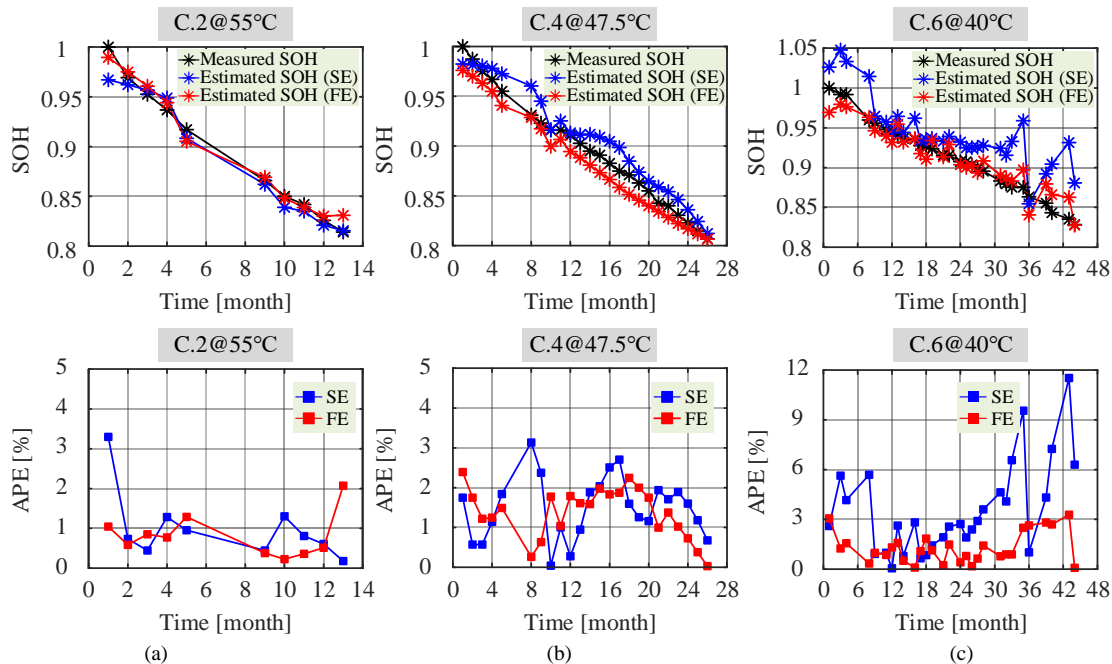 C.2@55°C
C.4@47.5°C
C.6@40°C
SOH
1
0.95
0.9
0.85
0.8
Measured SOH
Estimated SOH (SE)
Estimated SOH (FE)
0 2 4 6 8 10 12 14
Time [month]
SOH
1
0.95
0.9
0.85
0.8
Measured SOH
Estimated SOH (SE)
Estimated SOH (FE)
0 4 8 12 16 20 24 28
Time [month]
SOH
1.05
1
0.95
0.9
0.85
0.8
Measured SOH
Estimated SOH (SE)
Estimated SOH (FE)
0 6 12 18 24 30 36 42 48
Time [month]
C.2@55°C
C.4@47.5°C
C.6@40°C
APE [%]
5
4
3
2
1
0
SE
FE
0 2 4 6 8 10 12 14
Time [month]
(a)
APE [%]
5
4
3
2
1
0
SE
FE
0 4 8 12 16 20 24 28
Time [month]
(b)
APE [%]
12
9
6
3
0
SE
FE
0 6 12 18 24 30 36 42 48
Time [month]
(c)